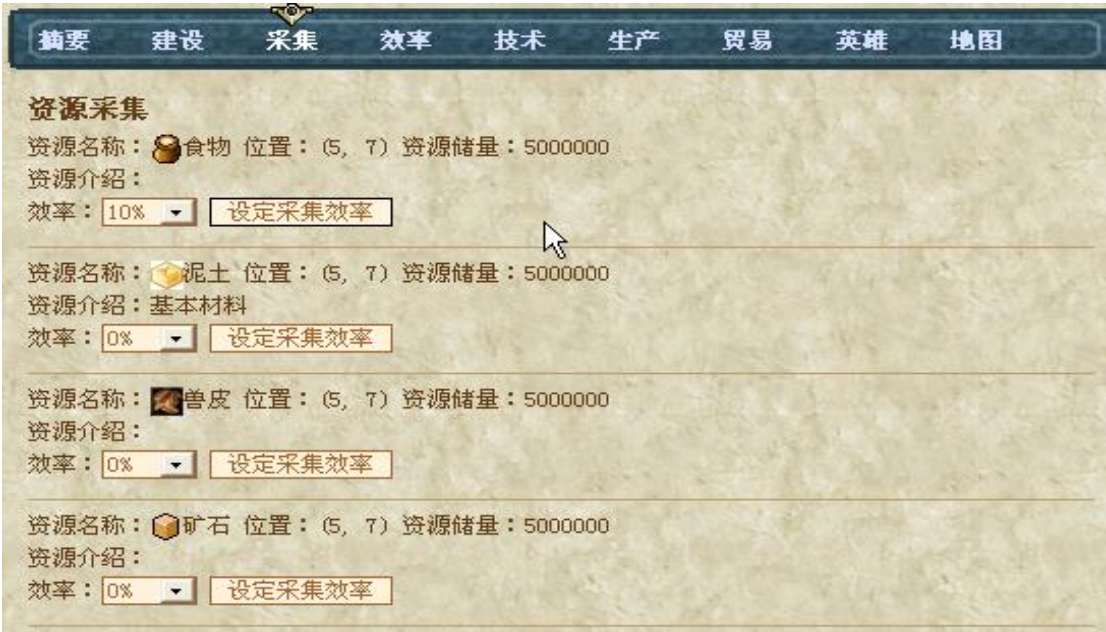 摘要 建设 采集 效率 技术 生产 贸易 英雄 地图
资源采集
资源名称：食物 位置：(5, 7) 资源储量：5000000
资源介绍：
效率：10% 设定采集效率
资源名称：泥土 位置：(5, 7) 资源储量：5000000
资源介绍：基本材料
效率：0% 设定采集效率
资源名称：兽皮 位置：(5, 7) 资源储量：5000000
资源介绍：
效率：0% 设定采集效率
资源名称：矿石 位置：(5, 7) 资源储量：5000000
资源介绍：
效率：0% 设定采集效率